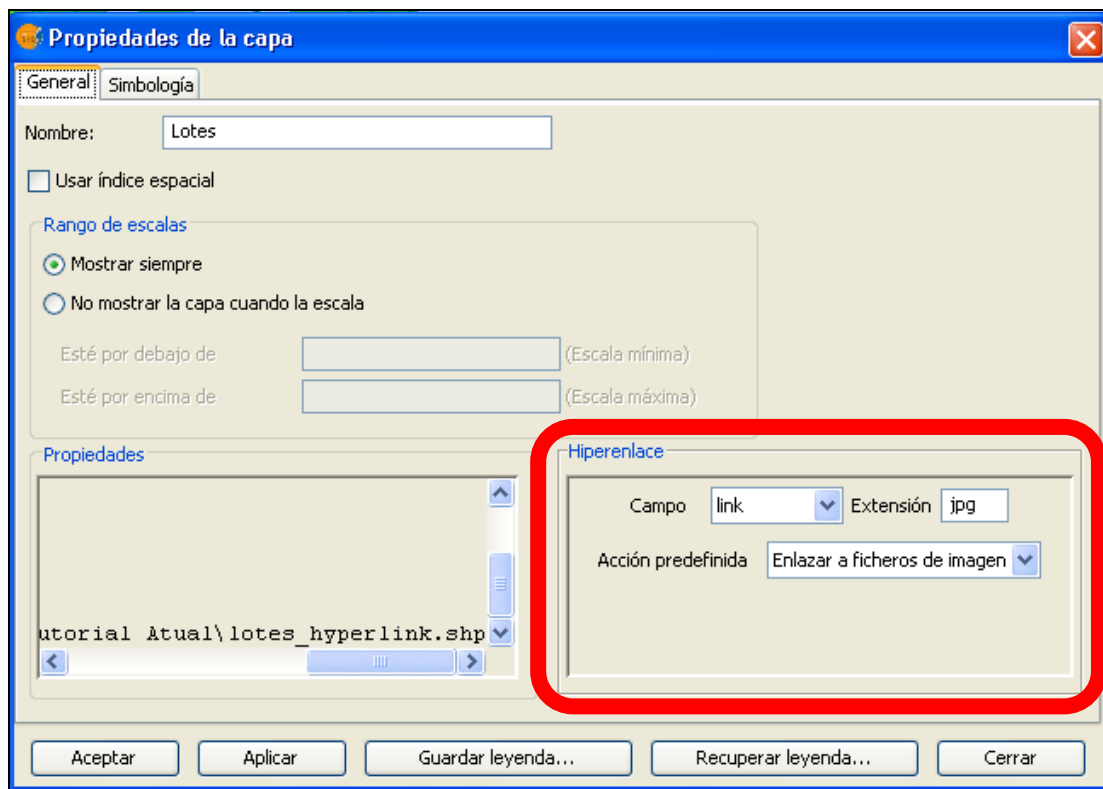 Propiedades de la capa
General Simbología
Nombre: Lotes
Usar índice espacial
Rango de escalas
Mostrar siempre
No mostrar la capa cuando la escala
Esté por debajo de (Escala mínima)
Esté por encima de (Escala máxima)
Propiedades
utorial Atual\lotes_hyperlink.shp
Hiperenlace
Campo link Extensión jpg
Acción predefinida Enlazar a ficheros de imagen
Aceptar Aplicar Guardar leyenda... Recuperar leyenda... Cerrar